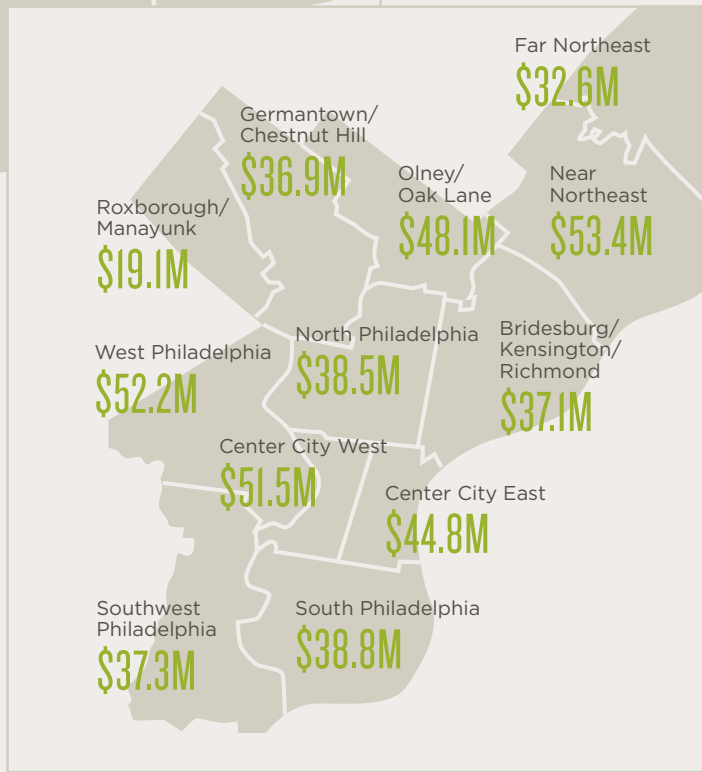 Far Northeast
$32.6M
Germantown/
Chestnut Hill
$36.9M
Olney/
Oak Lane
$48.1M
Near
Northeast
$53.4M
Roxborough/
Manayunk
$19.1M
West Philadelphia
$52.2M
North Philadelphia
$38.5M
Bridesburg/
Kensington/
Richmond
$37.1M
Center City West
$51.5M
Center City East
$44.8M
Southwest
Philadelphia
$37.3M
South Philadelphia
$38.8M